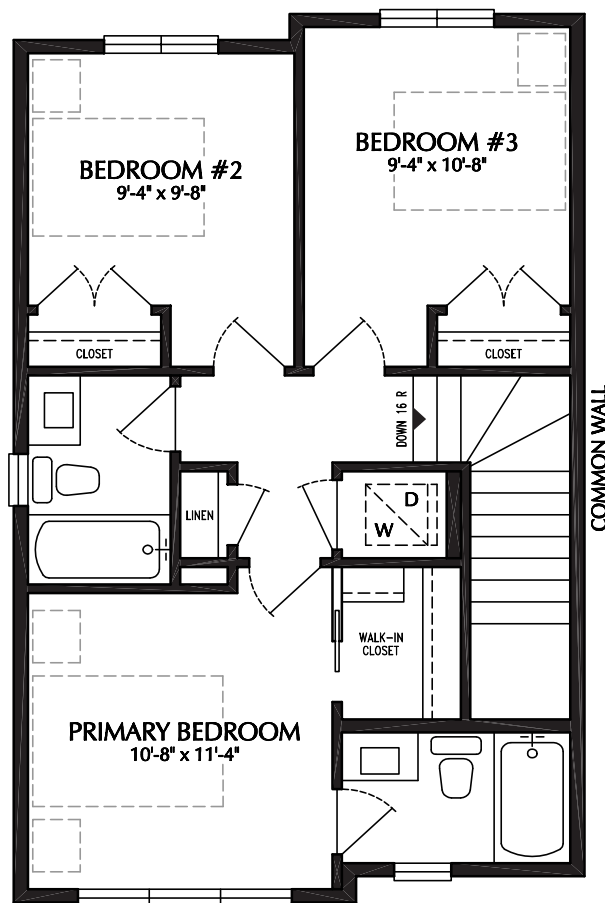 BEDROOM #2
9'-4" x 9'-8"
BEDROOM #3
9'-4" x 10'-8"
CLOSET
CLOSET
DOWN 16 R
COMMON WALL
LINEN
D
W
WALK-IN
CLOSET
PRIMARY BEDROOM
10'-8" x 11'-4"